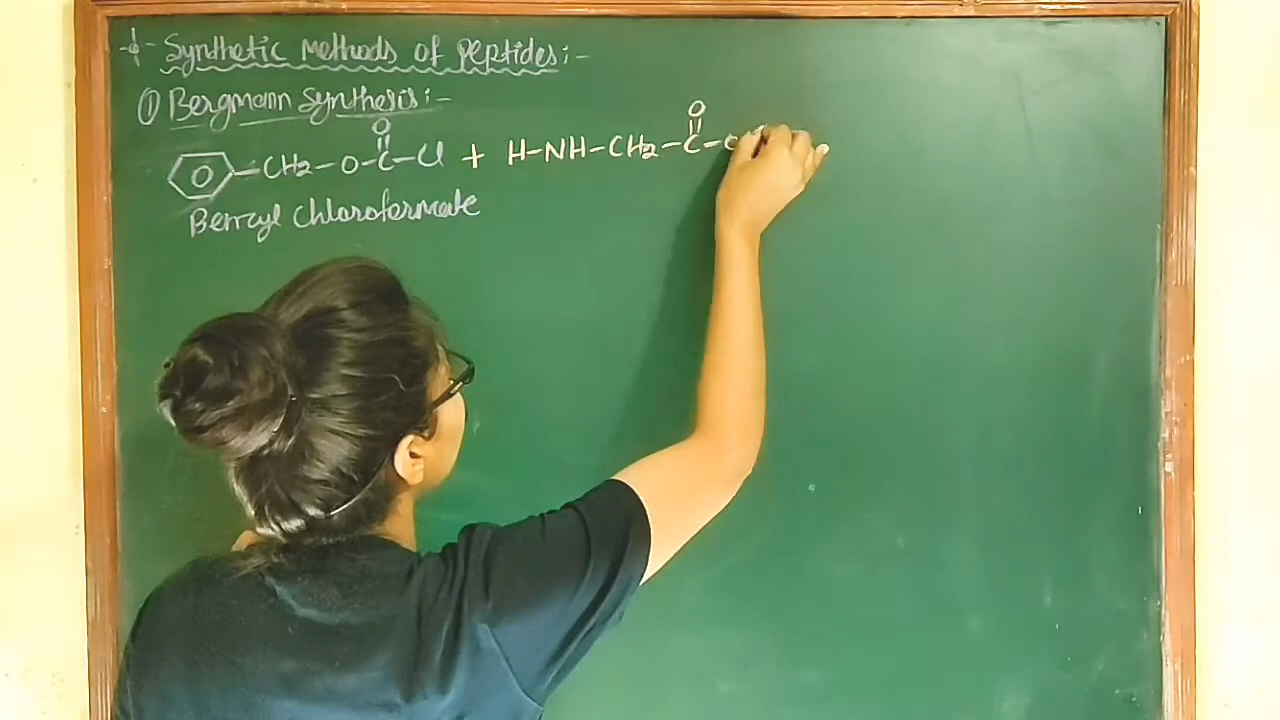 Synthetic Methods of Peptides:-
① Bergmann Synthesis:-
O O
CH2-O-C-Cl + H-NH-CH2-C-O
Benzyl Chloroformate